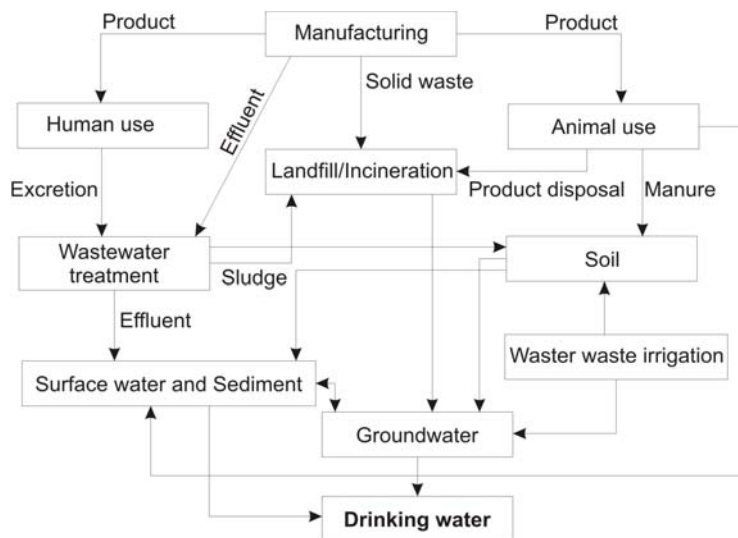 Product
Manufacturing
Product
Solid waste
Effluent
Human use
Animal use
Landfill/Incineration
Excretion
Product disposal
Manure
Wastewater
treatment
Sludge
Soil
Effluent
Waster waste irrigation
Surface water and Sediment
Groundwater
Drinking water